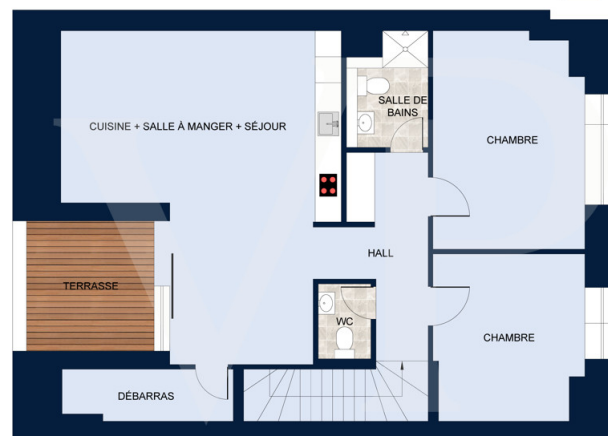 CUISINE + SALLE À MANGER + SÉJOUR
SALLE DE
BAINS
CHAMBRE
HALL
TERRASSE
WC
CHAMBRE
DÉBARRAS